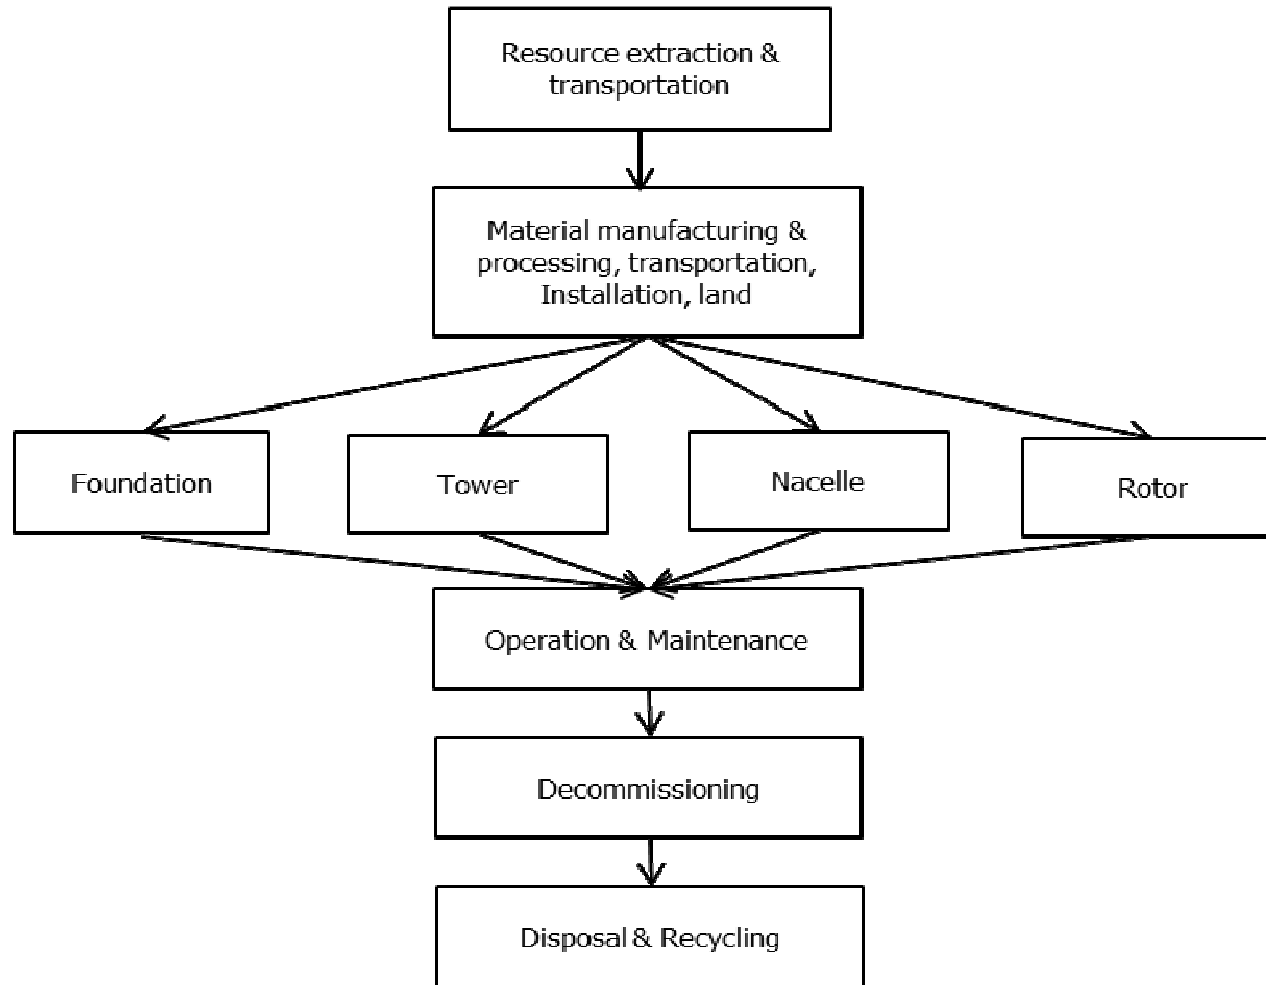 Resource extraction &
transportation
Material manufacturing &
processing, transportation,
Installation, land
Foundation
Tower
Nacelle
Rotor
Operation & Maintenance
Decommissioning
Disposal & Recycling